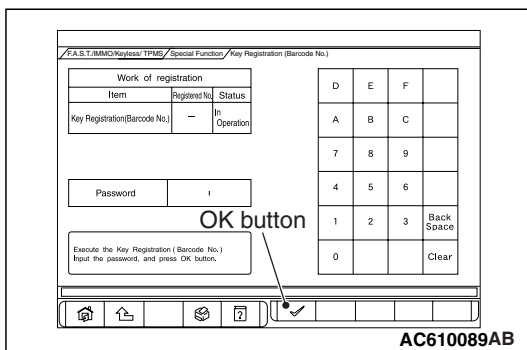 F.A.S.T./IMMO/Keyless/ TPMS / Special Function / Key Registration (Barcode No.)
Work of registration
Item Registered No. Status
Key Registration(Barcode No.) – In Operation
Password
OK button
Execute the Key Registration ( Barcode No. )
Input the password, and press OK button.
D E F
A B C
7 8 9
4 5 6
1 2 3 Back Space
0 Clear
?
AC610089AB